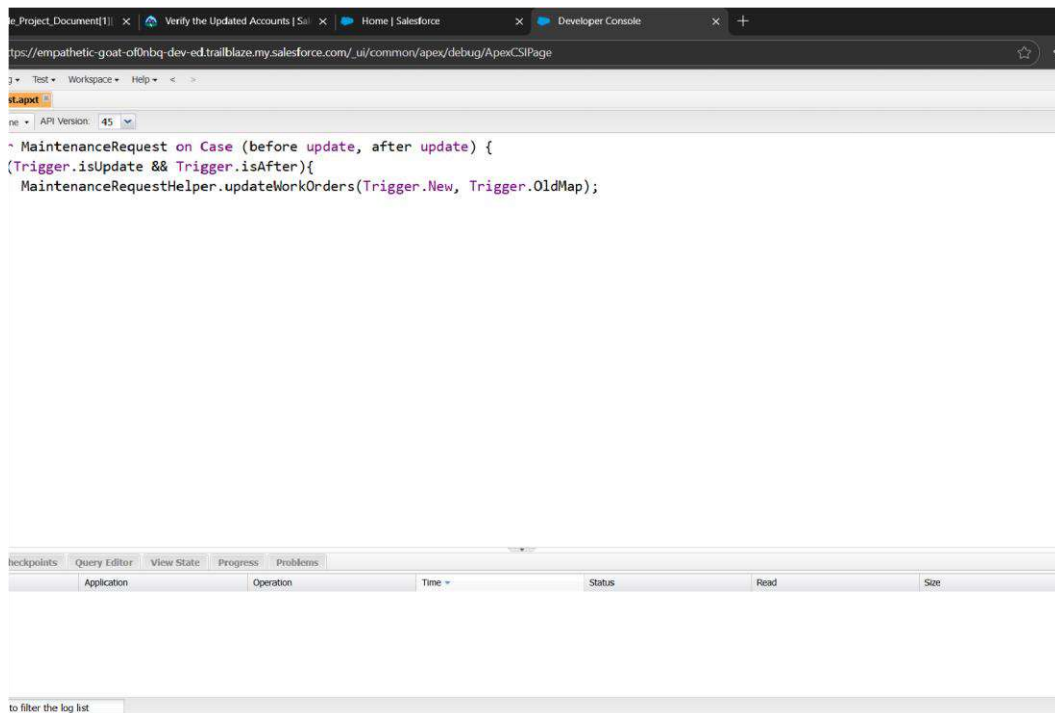 le_Project_Document[1]| × Verify the Updated Accounts | Sal × Home | Salesforce × Developer Console × +
tps://empathetic-goat-of0nbq-dev-ed.trailblaze.my.salesforce.com/_ui/common/apex/debug/ApexCSIPage
g Test Workspace Help < >
st.apxt
ne API Version: 45
r MaintenanceRequest on Case (before update, after update) {
(Trigger.isUpdate && Trigger.isAfter){
MaintenanceRequestHelper.updateWorkOrders(Trigger.New, Trigger.OldMap);
heckpoints Query Editor View State Progress Problems
Application Operation Time Status Read Size
to filter the log list